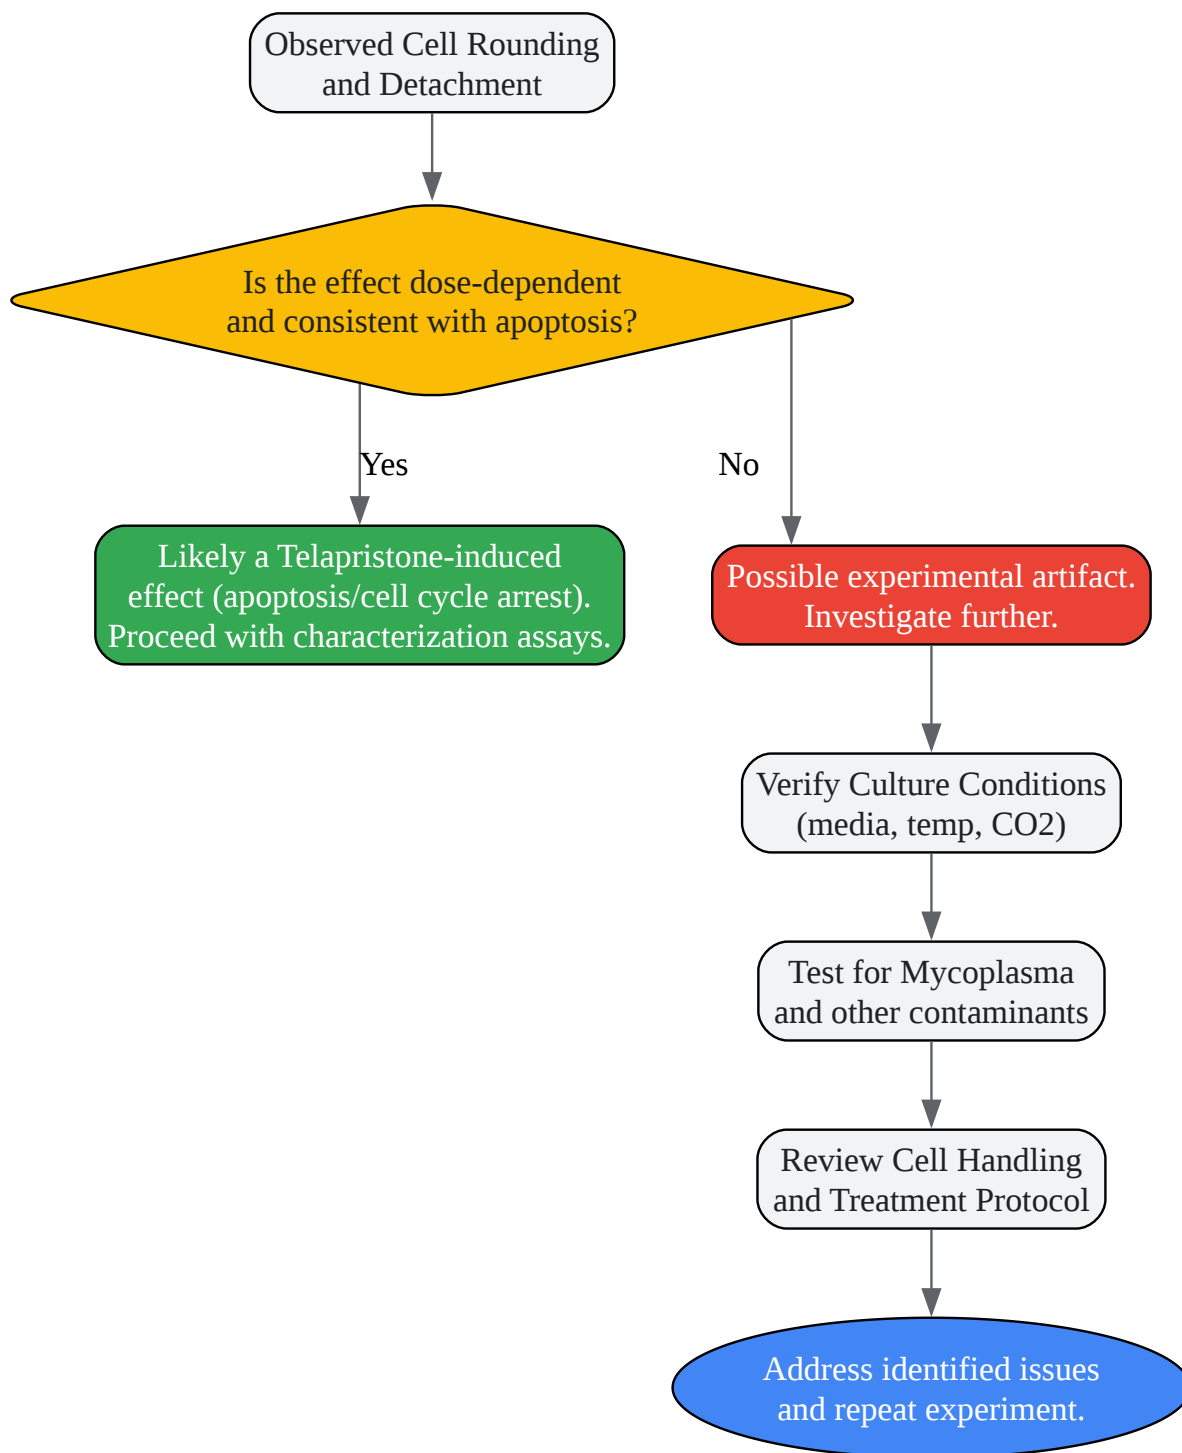 Observed Cell Rounding
and Detachment
Is the effect dose-dependent
and consistent with apoptosis?
Yes
No
Likely a Telapristone-induced
effect (apoptosis/cell cycle arrest).
Proceed with characterization assays.
Possible experimental artifact.
Investigate further.
Verify Culture Conditions
(media, temp, CO2)
Test for Mycoplasma
and other contaminants
Review Cell Handling
and Treatment Protocol
Address identified issues
and repeat experiment.